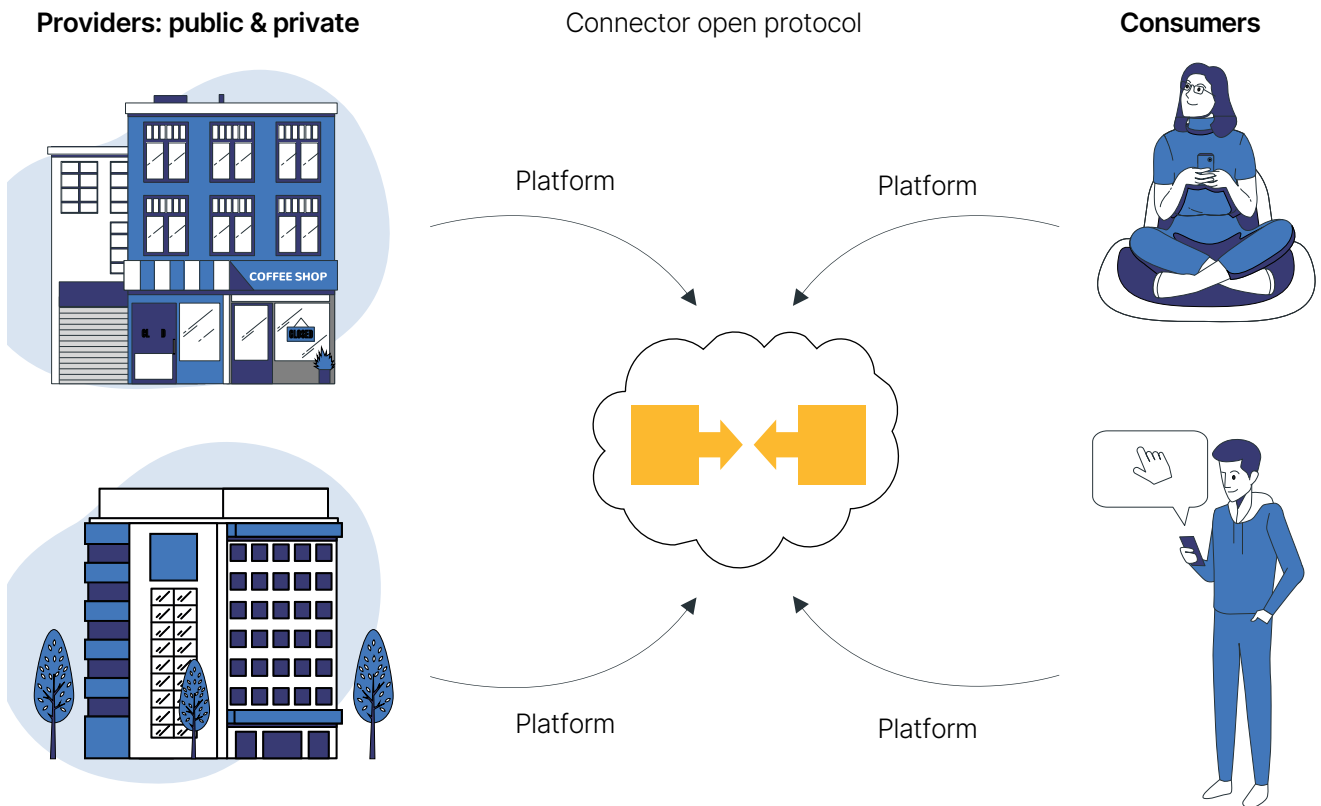 Providers: public & private
Connector open protocol
Consumers
Platform
Platform
COFFEE SHOP
CLOSED
Platform
Platform